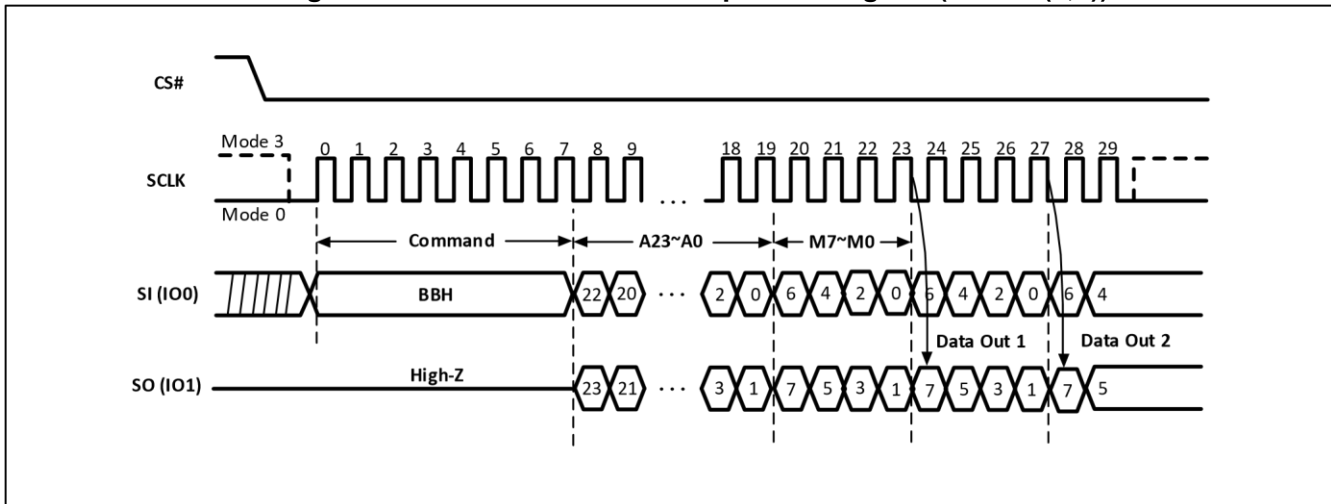 CS#
Mode 3
0 1 2 3 4 5 6 7 8 9 18 19 20 21 22 23 24 25 26 27 28 29
SCLK
...
Mode 0
Command A23~A0 M7~M0
SI (IO0) BBH 22 20 ... 2 0 6 4 2 0 6 4 2 0 6 4
Data Out 1 Data Out 2
High-Z
SO (IO1) 23 21 ... 3 1 7 5 3 1 7 5 3 1 7 5